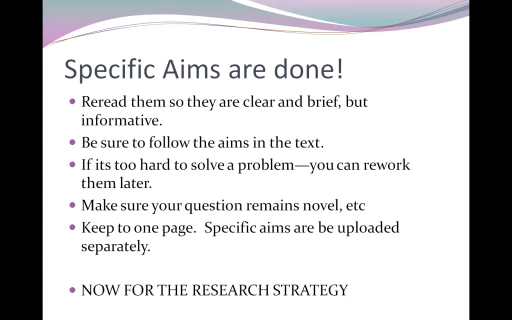 Specific Aims are done!
• Reread them so they are clear and brief, but
informative.
• Be sure to follow the aims in the text.
• If its too hard to solve a problem—you can rework
them later.
• Make sure your question remains novel, etc
• Keep to one page.  Specific aims are be uploaded
separately.
• NOW FOR THE RESEARCH STRATEGY